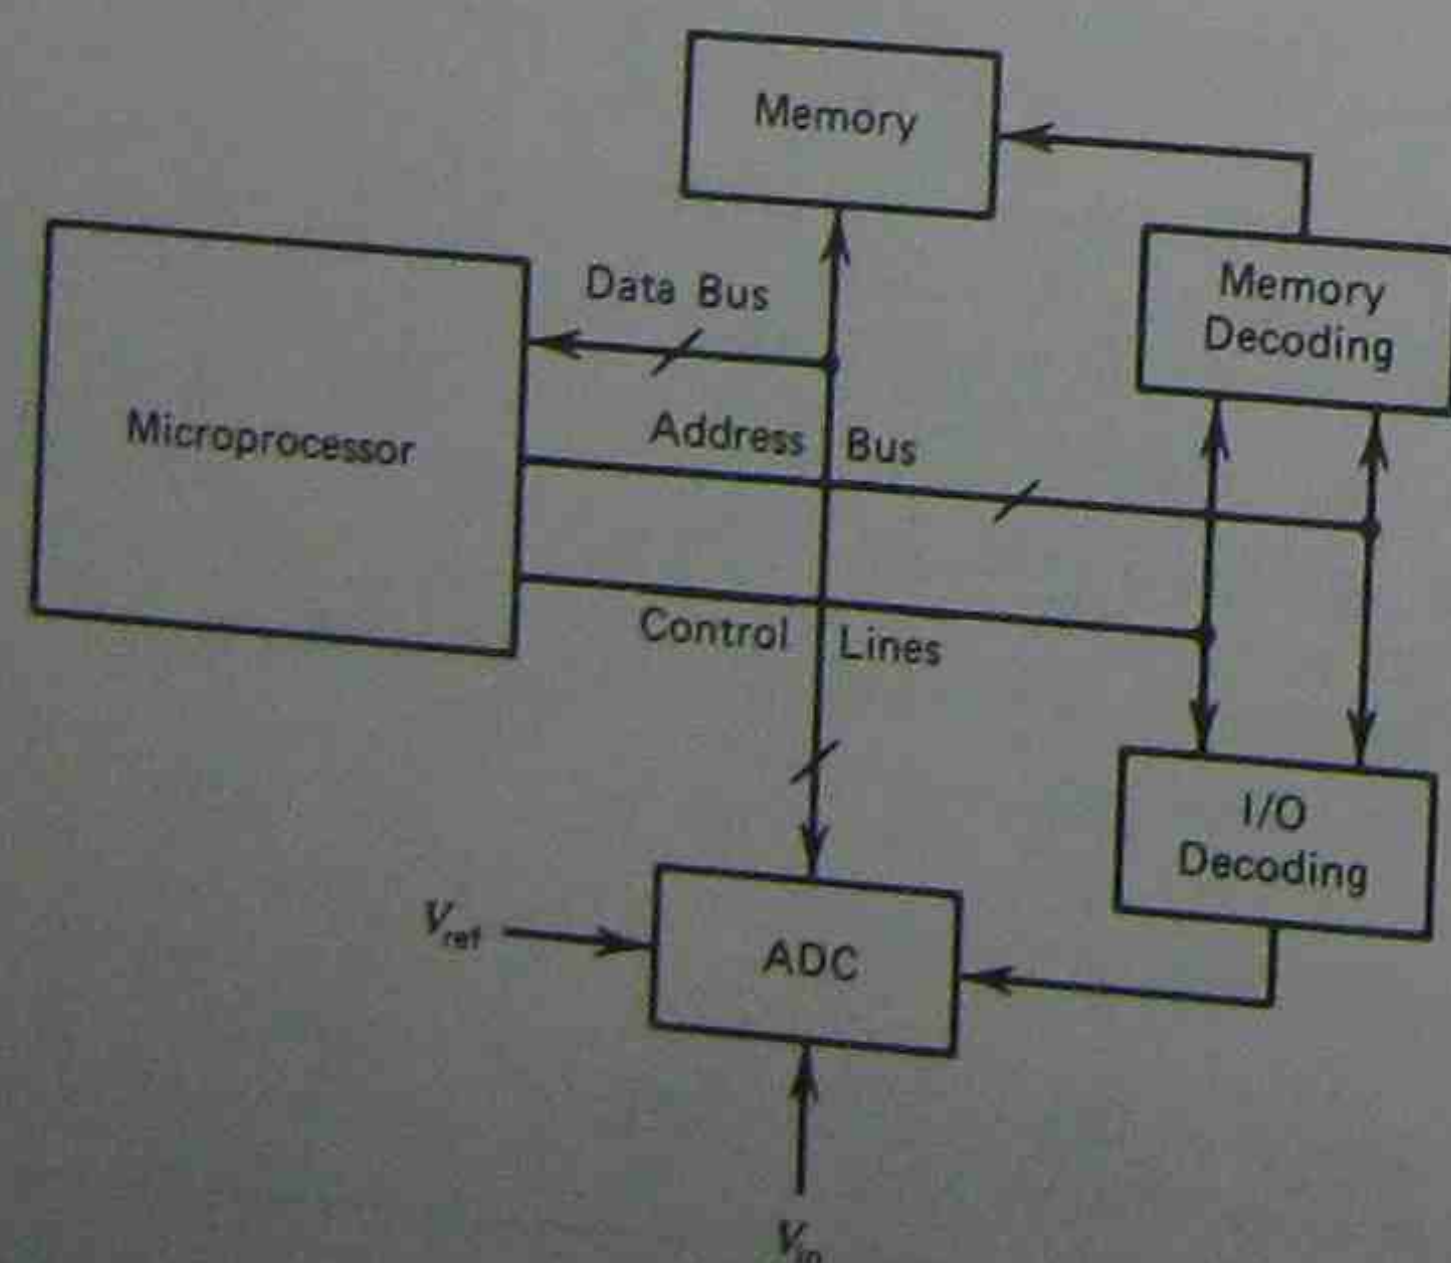 Memory
Data Bus
Memory
Decoding
Microprocessor
Address Bus
Control Lines
I/O
Decoding
Vref
ADC
Vin